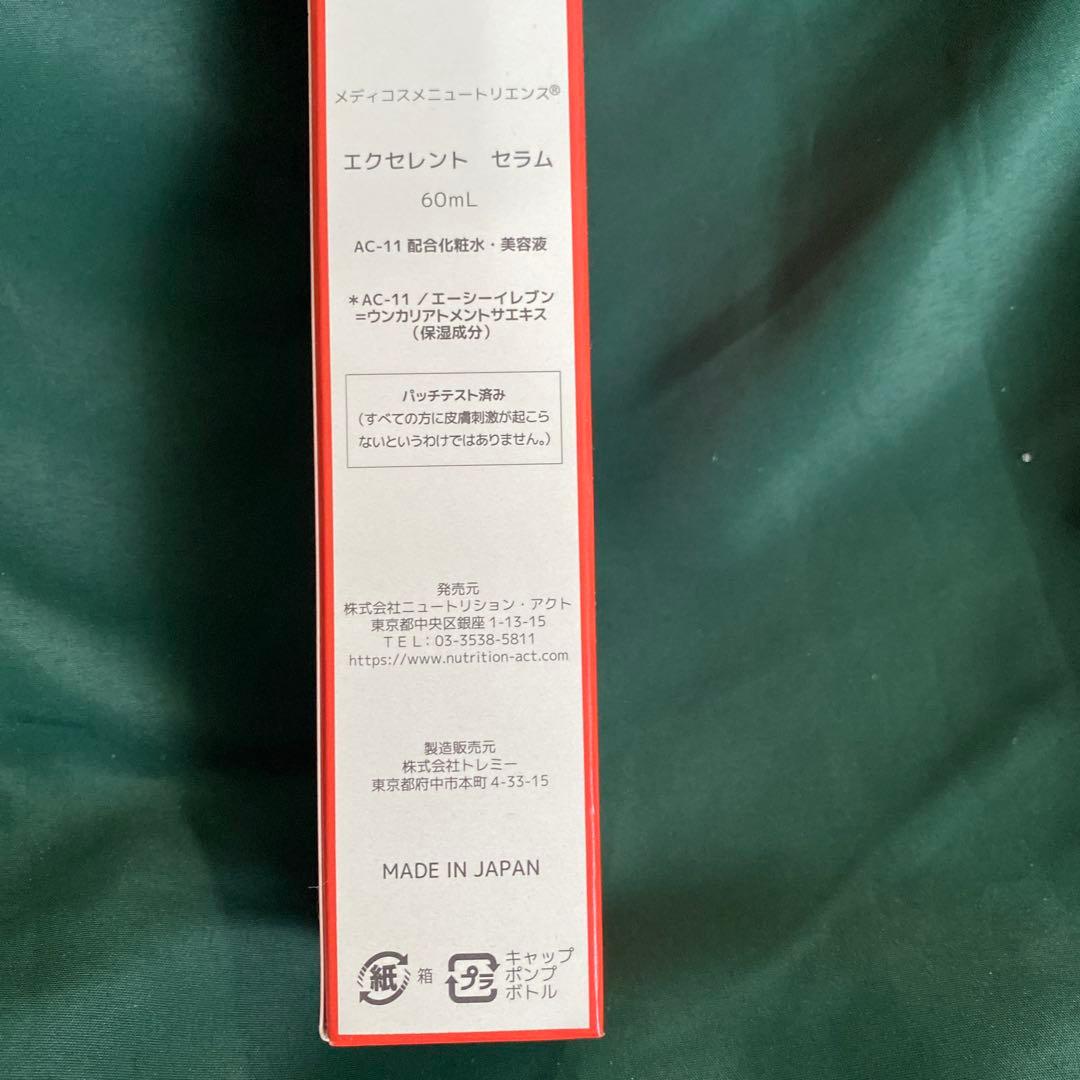 メディコスメニュートリエンス®
エクセレント　セラム
60mL
AC-11 配合化粧水・美容液
＊AC-11 ／エーシーイレブン
＝ウンカリアトメントサエキス
（保湿成分）
パッチテスト済み
（すべての方に皮膚刺激が起こら
ないというわけではありません。）
発売元
株式会社ニュートリション・アクト
東京都中央区銀座 1-13-15
ＴＥＬ：03-3538-5811
https://www.nutrition-act.com
製造販売元
株式会社トレミー
東京都府中市本町 4-33-15
MADE IN JAPAN
紙 箱
プラ
キャップ
ポンプ
ボトル